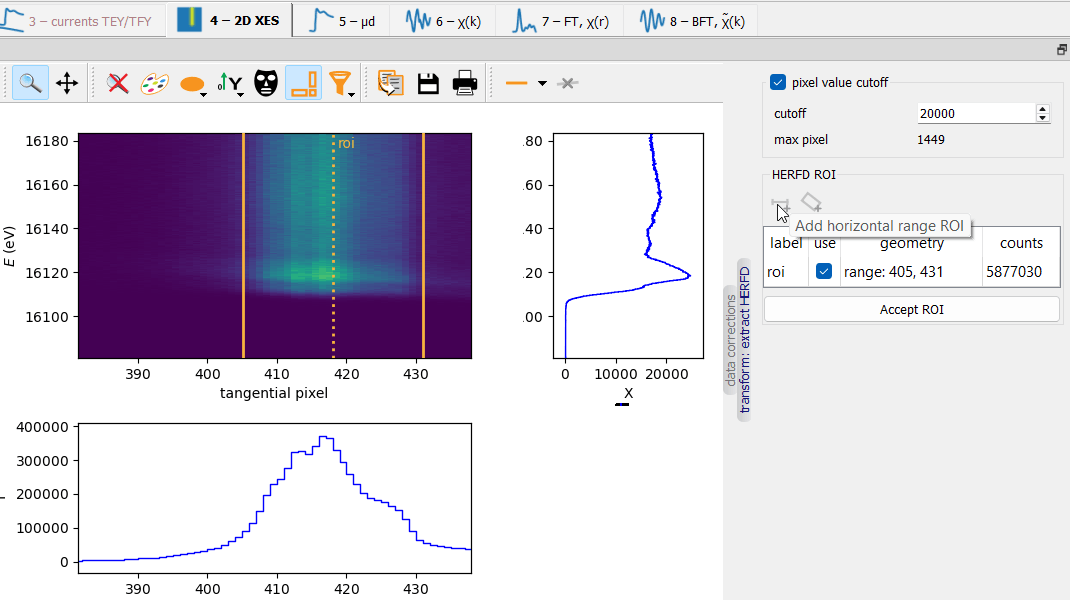 3 – currents TEY/TFY
4 – 2D XES
5 – μd
6 – χ(k)
7 – FT, χ(r)
8 – BFT, χ̃(k)
Y
pixel value cutoff
cutoff 20000
max pixel 1449
HERFD ROI
Add horizontal range ROI
label use geometry counts
roi range: 405, 431 5877030
Accept ROI
data corrections
transform: extract HERFD
E (eV)
16180
16160
16140
16120
16100
roi
390 400 410 420 430
tangential pixel
.80
.60
.40
.20
.00
0 10000 20000
X
400000
300000
200000
100000
0
390 400 410 420 430